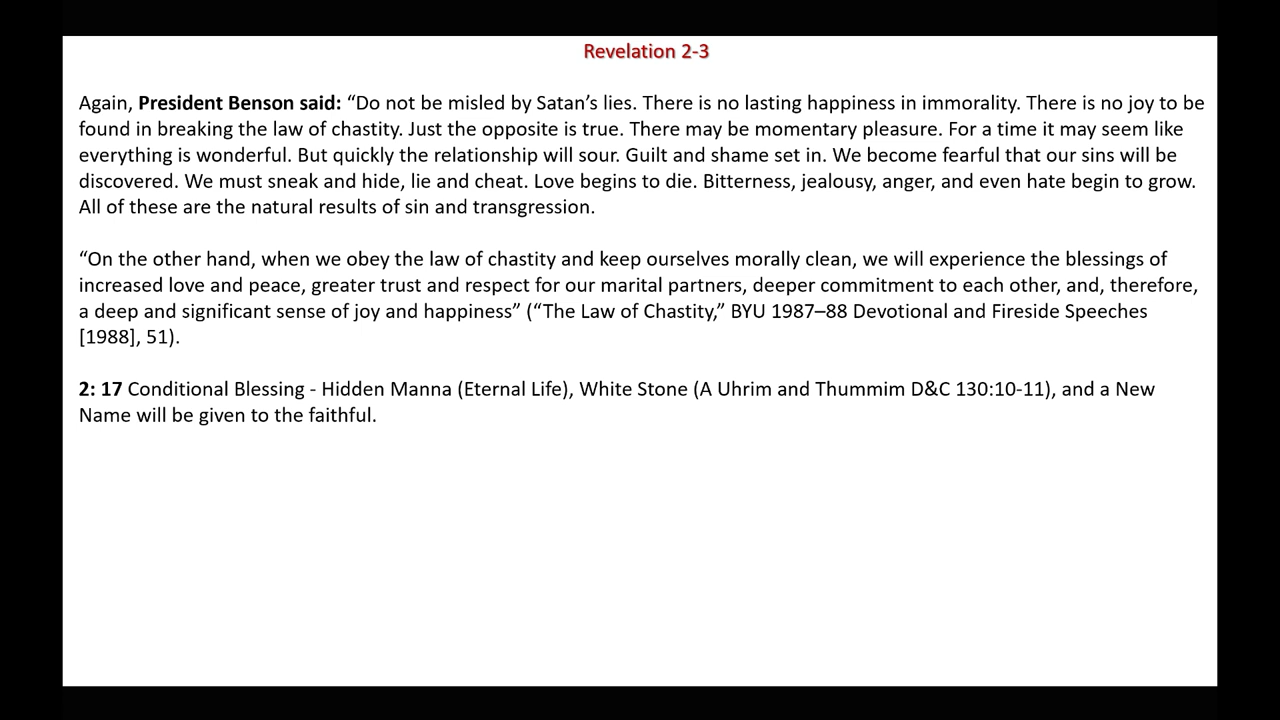 Revelation 2-3
Again, President Benson said: “Do not be misled by Satan’s lies. There is no lasting happiness in immorality. There is no joy to be
found in breaking the law of chastity. Just the opposite is true. There may be momentary pleasure. For a time it may seem like
everything is wonderful. But quickly the relationship will sour. Guilt and shame set in. We become fearful that our sins will be
discovered. We must sneak and hide, lie and cheat. Love begins to die. Bitterness, jealousy, anger, and even hate begin to grow.
All of these are the natural results of sin and transgression.
“On the other hand, when we obey the law of chastity and keep ourselves morally clean, we will experience the blessings of
increased love and peace, greater trust and respect for our marital partners, deeper commitment to each other, and, therefore,
a deep and significant sense of joy and happiness” (“The Law of Chastity,” BYU 1987–88 Devotional and Fireside Speeches
[1988], 51).
2: 17 Conditional Blessing - Hidden Manna (Eternal Life), White Stone (A Uhrim and Thummim D&C 130:10-11), and a New
Name will be given to the faithful.